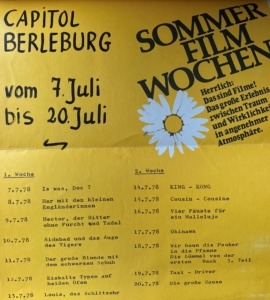 CAPITOL
BERLEBURG
vom 7. Juli
bis 20. Juli
SOMMER
FILM
WOCHEN
Herrlich:
Das sind Filme!
Das große Erlebnis
zwischen Traum
und Wirklichkeit
in angenehmer
Atmosphäre.
1. Woche
7.7.78 Is was, Doc ?
8.7.78 Her mit den kleinen
Engländerinnen
9.7.78 Hector, der Ritter
ohne Furcht und Tadel
10.7.78 Sindbad und das Auge
des Tigers
11.7.78 Der große Blonde mit
dem schwarzen Schuh
12.7.78 Eiskalte Typen auf
heißen Öfen
13.7.78 Louis, das Schlitzohr
2. Woche
14.7.78 KING - KONG
15.7.78 Cousin - Cousine
16.7.78 Vier Fäuste für
ein Halleluja
17.7.78 Okinawa
18.7.78 Wir hau'n die Pauker
in die Pfanne
Die Lümmel von der
ersten Bank 5. Teil
19.7.78 Taxi - Driver
20.7.78 Die große Sause